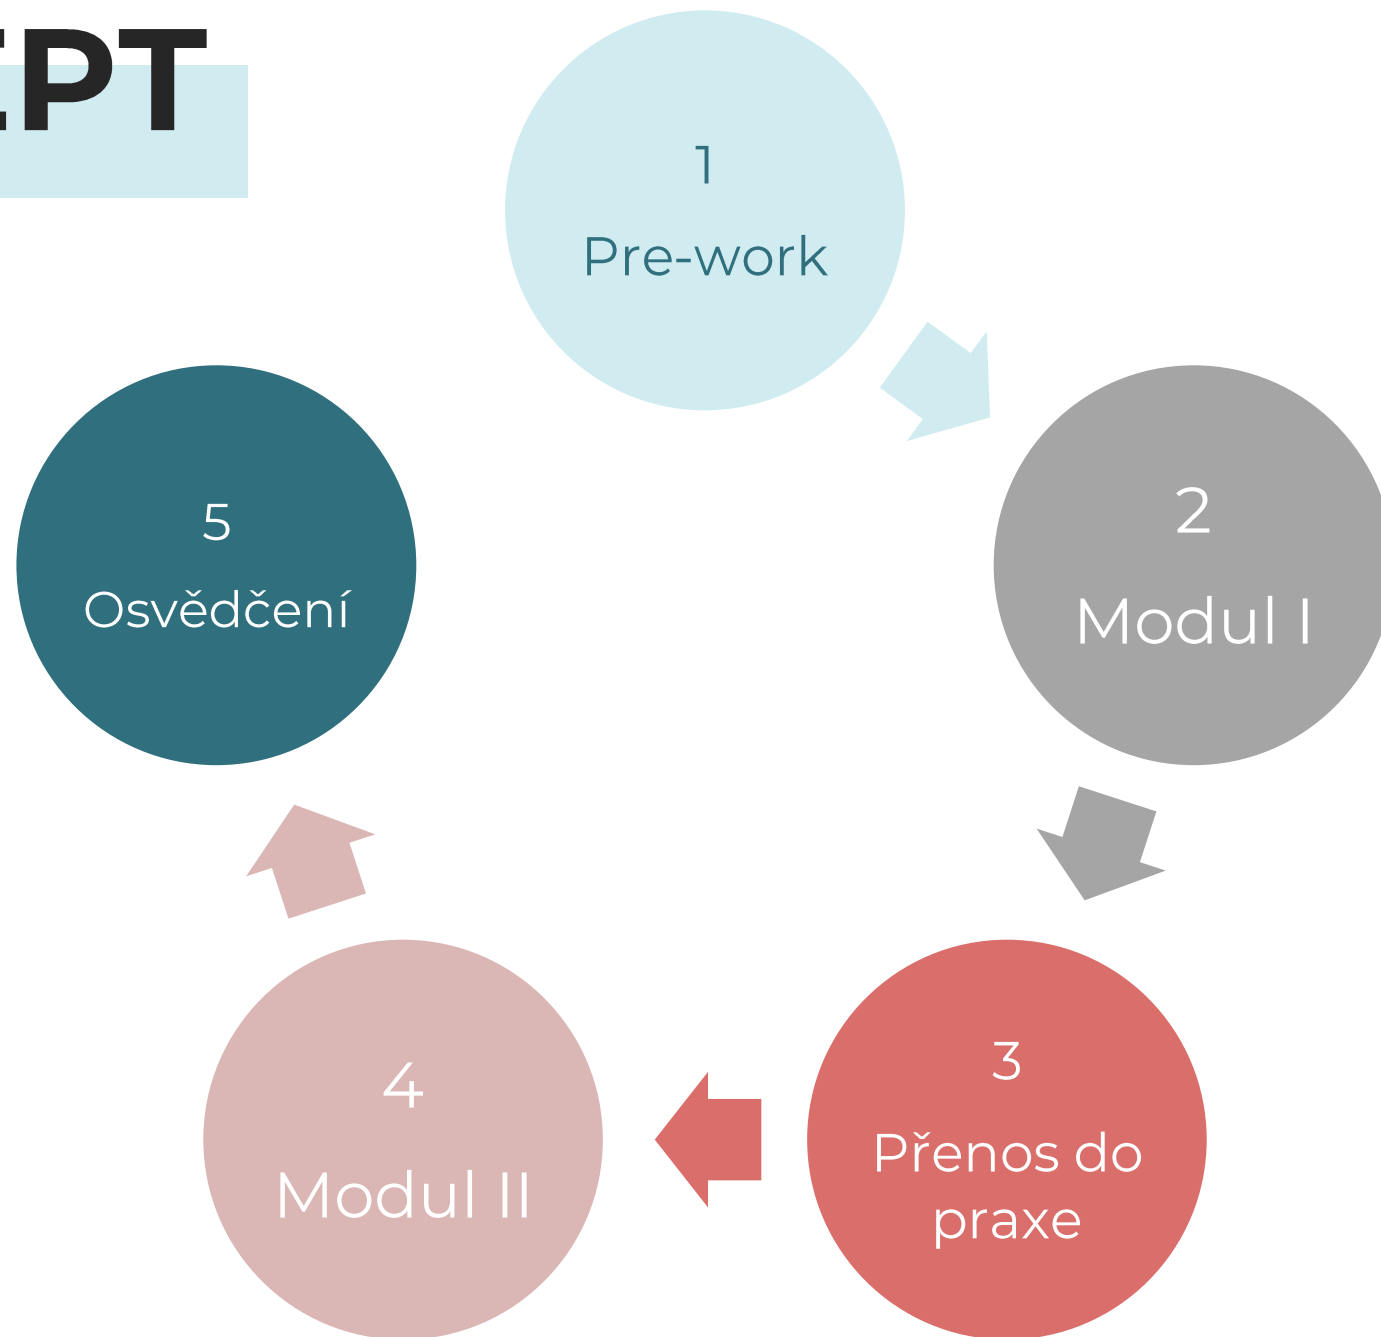 EPT
1
Pre-work
2
Modul I
3
Přenos do
praxe
4
Modul II
5
Osvědčení